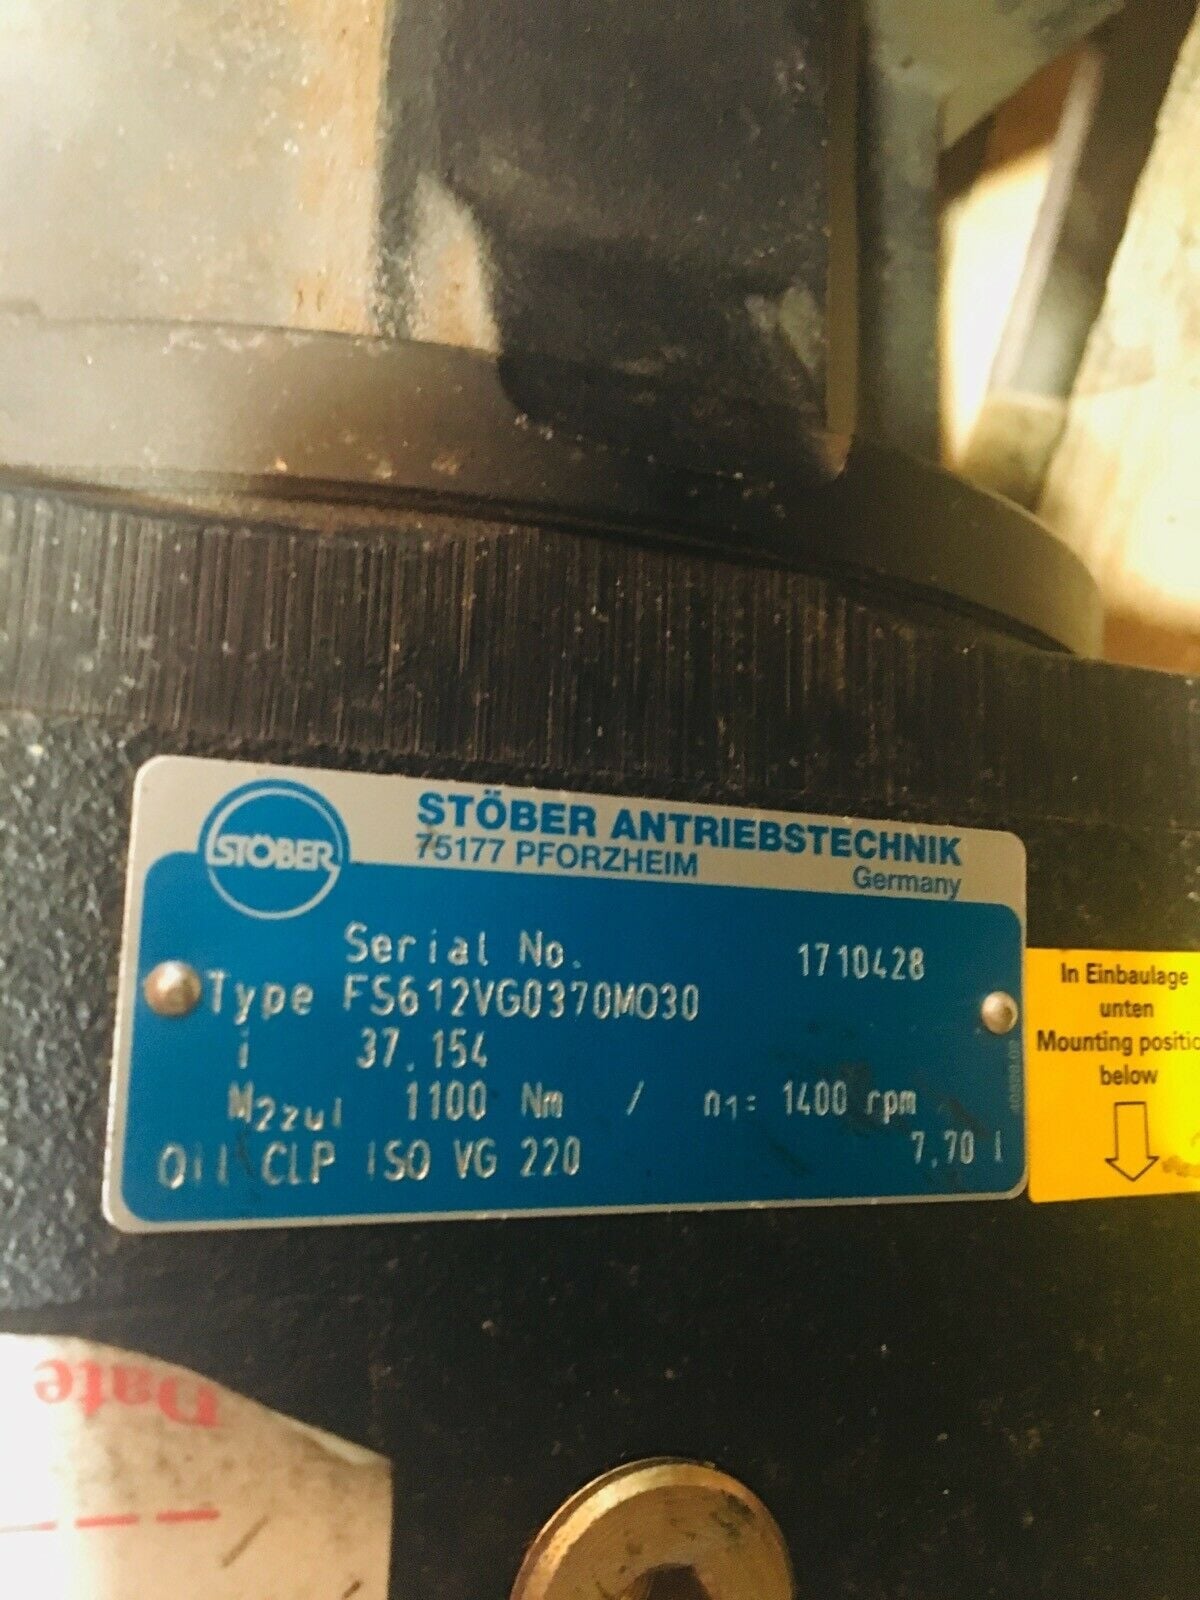 STÖBER
STÖBER ANTRIEBSTECHNIK
75177 PFORZHEIM
Germany
Serial No. 1710428
Type FS612VG0370MO30
i 37.154
M2zul 1100 Nm / n1= 1400 rpm
Oil CLP ISO VG 220 7,70 l
In Einbaulage
unten
Mounting positio
below
Date